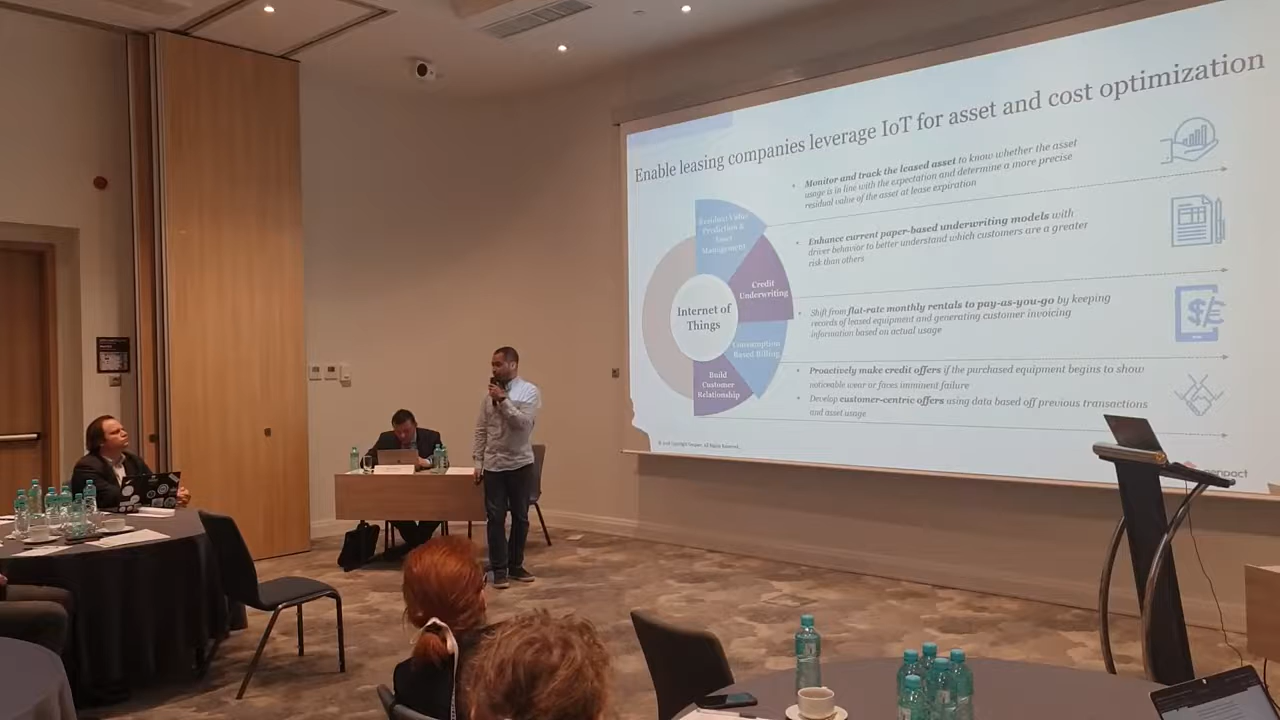 Enable leasing companies leverage IoT for asset and cost optimization
Residual Value
Prediction &
Asset
Management
Credit
Underwriting
Internet of
Things
Consumption
Based Billing
Build
Customer
Relationship
• Monitor and track the leased asset to know whether the asset
usage is in line with the expectation and determine a more precise
residual value of the asset at lease expiration
• Enhance current paper-based underwriting models with
driver behavior to better understand which customers are a greater
risk than others
• Shift from flat-rate monthly rentals to pay-as-you-go by keeping
records of leased equipment and generating customer invoicing
information based on actual usage
• Proactively make credit offers if the purchased equipment begins to show
noticeable wear or faces imminent failure
• Develop customer-centric offers using data based off previous transactions
and asset usage
Copyright Genpact. All Rights Reserved.
genpact